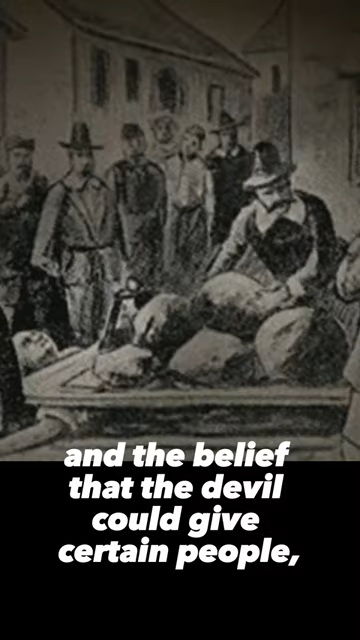 and the belief
that the devil
could give
certain people,